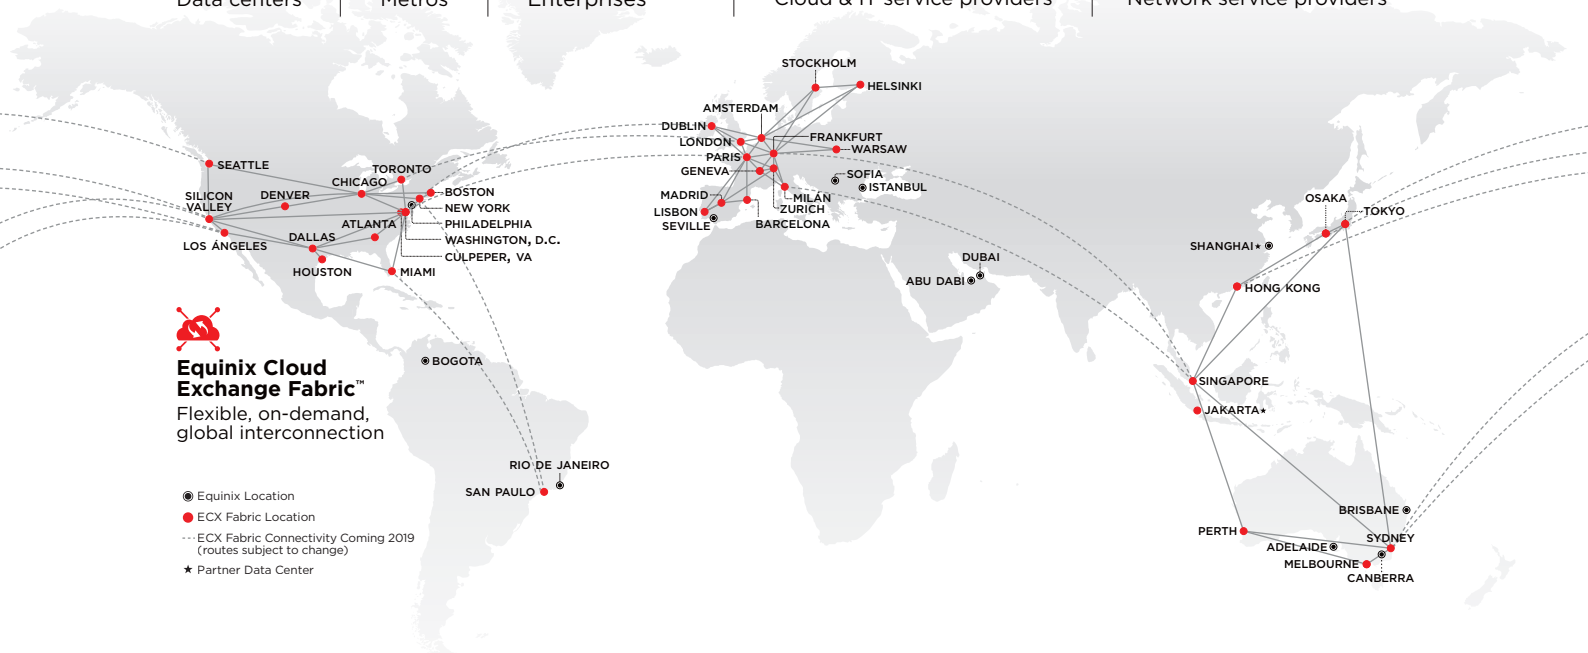 Data centers
Metros
Enterprises
Cloud & IT service providers
Network service providers
STOCKHOLM
HELSINKI
AMSTERDAM
DUBLIN
LONDON
FRANKFURT
WARSAW
PARIS
GENEVA
SOFIA
ISTANBUL
MADRID
MILAN
ZURICH
LISBON
SEVILLE
BARCELONA
SEATTLE
TORONTO
CHICAGO
DENVER
BOSTON
SILICON
VALLEY
NEW YORK
ATLANTA
PHILADELPHIA
DALLAS
WASHINGTON, D.C.
LOS ÁNGELES
CULPEPER, VA
HOUSTON
MIAMI
OSAKA
TOKYO
SHANGHAI★
DUBAI
ABU DABI
HONG KONG
BOGOTA
SINGAPORE
JAKARTA★
Equinix Cloud
Exchange Fabric™
Flexible, on-demand,
global interconnection
RIO DE JANEIRO
SAN PAULO
BRISBANE
PERTH
SYDNEY
ADELAIDE
MELBOURNE
CANBERRA
Equinix Location
ECX Fabric Location
ECX Fabric Connectivity Coming 2019
(routes subject to change)
★ Partner Data Center